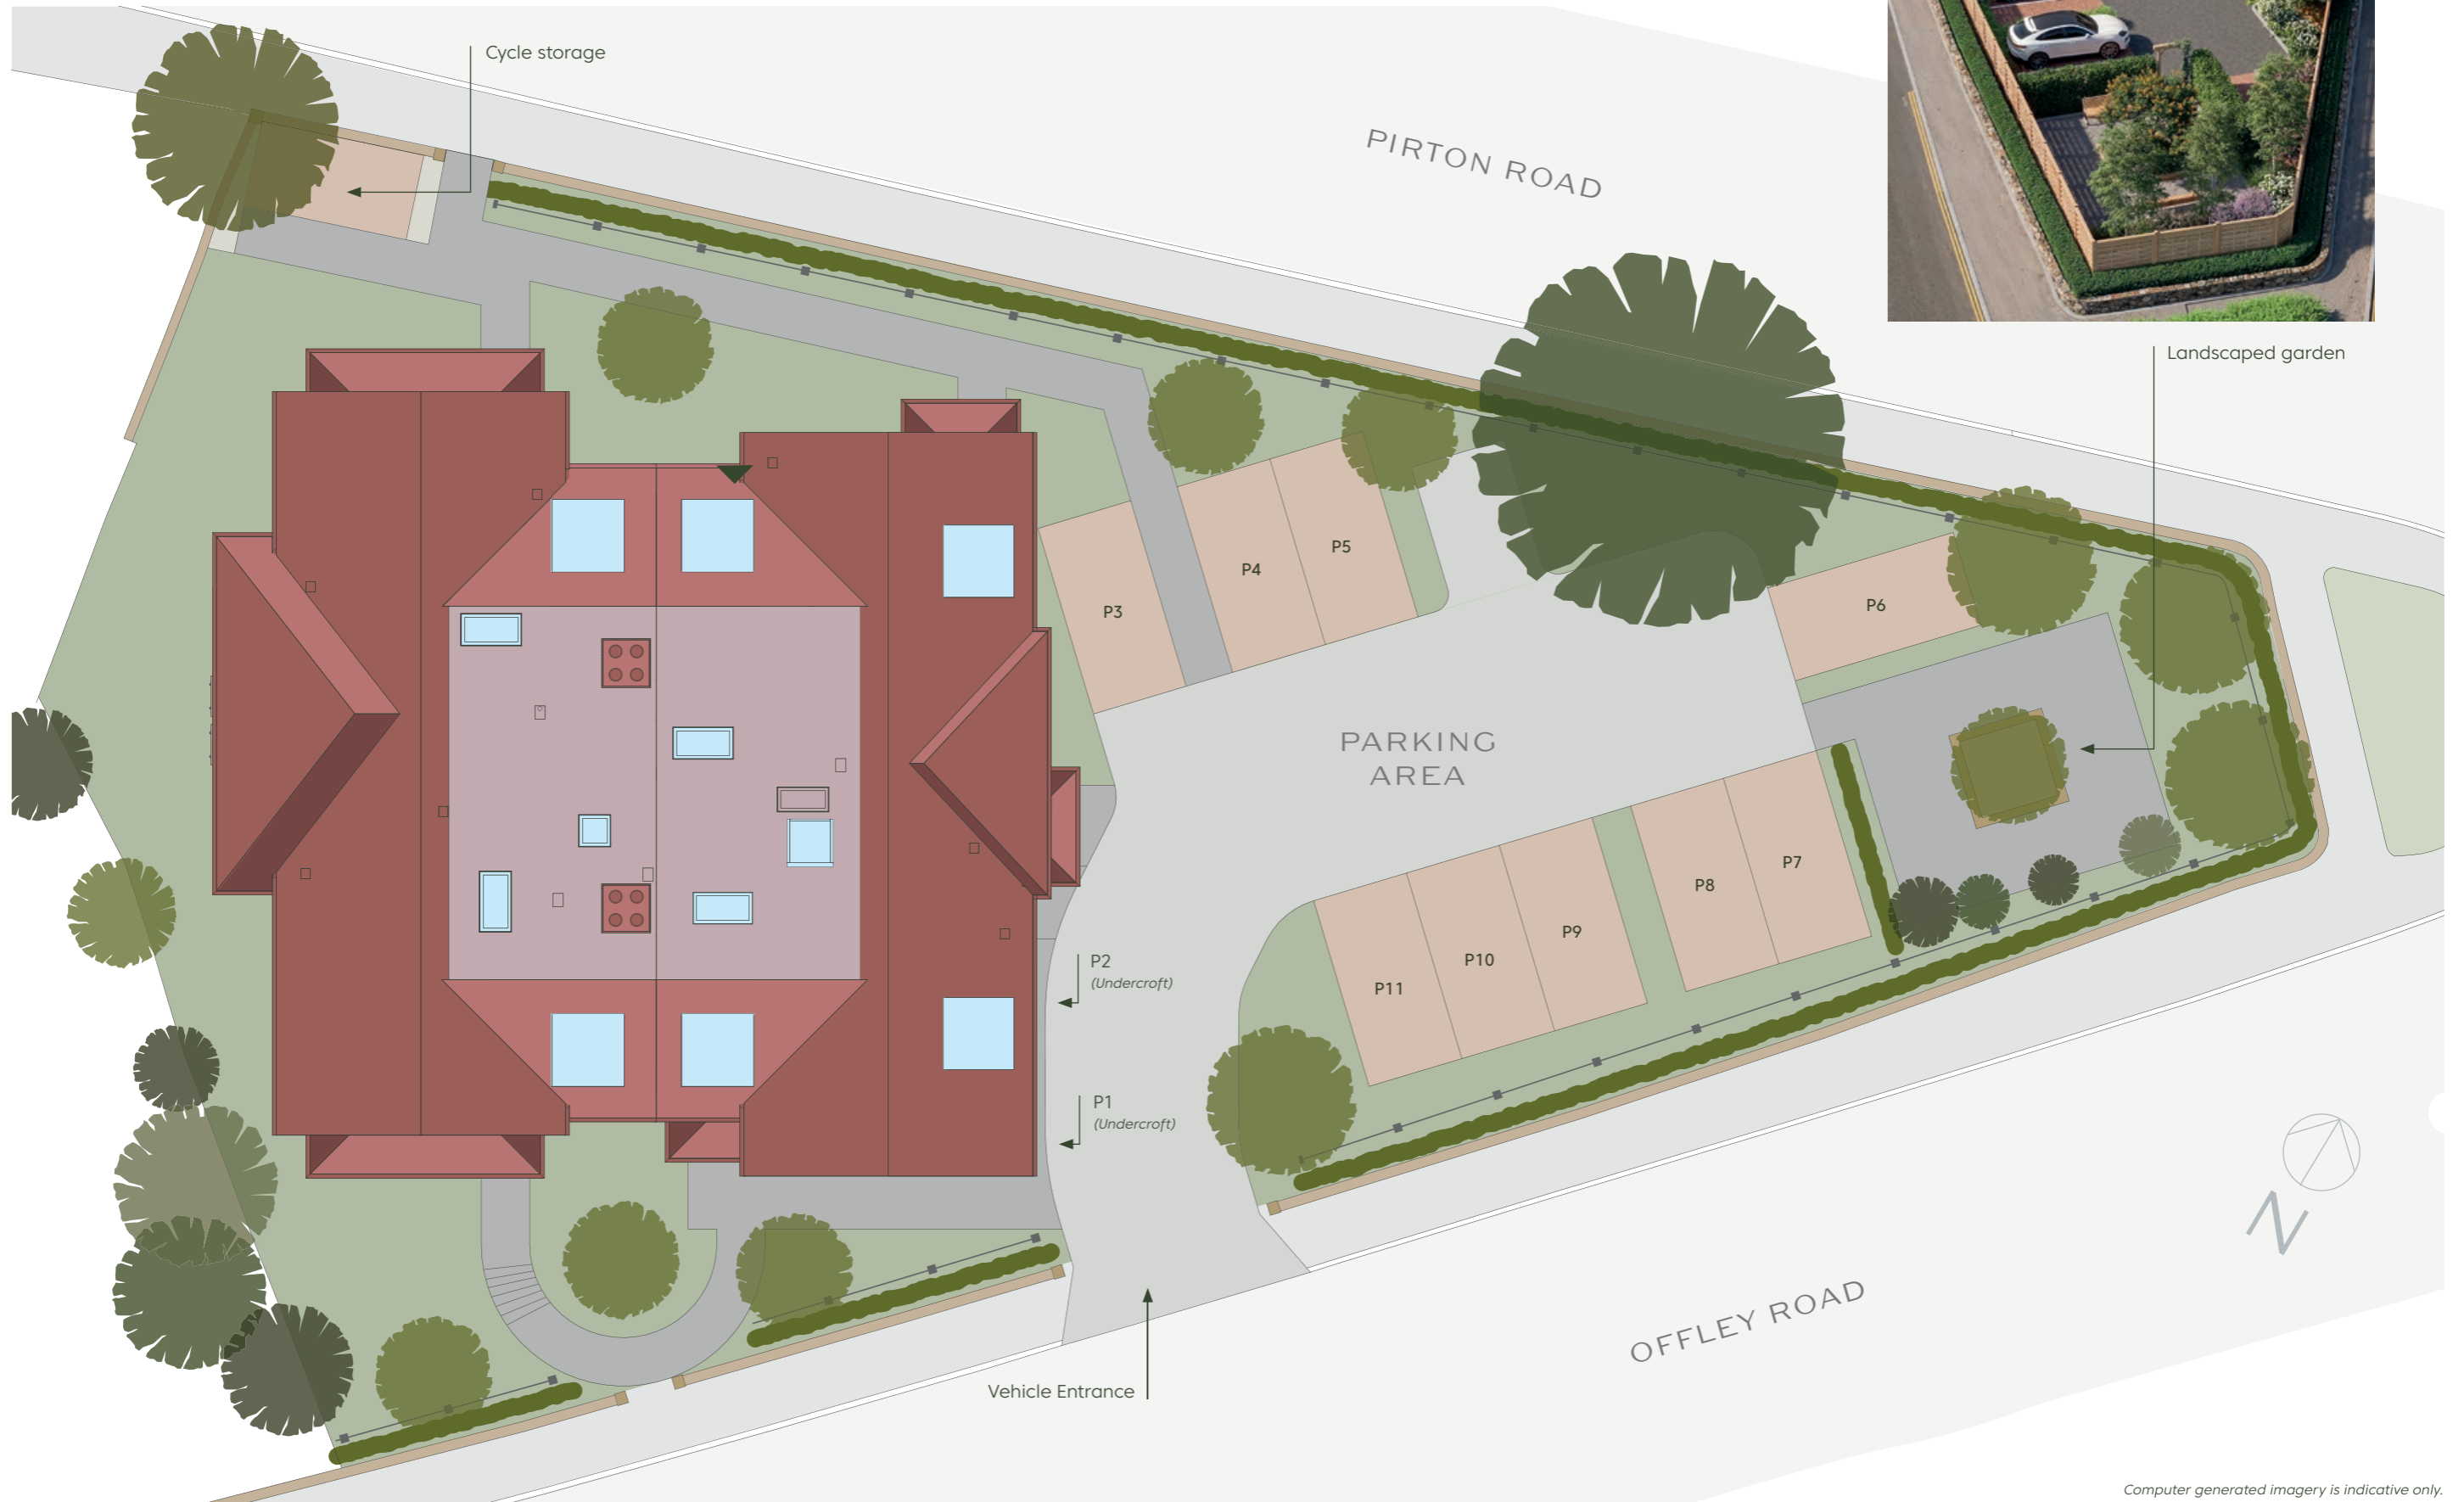 Cycle storage
PIRTON ROAD
Landscaped garden
P3
P4
P5
P6
PARKING
AREA
P7
P8
P9
P10
P11
P2
(Undercroft)
P1
(Undercroft)
Vehicle Entrance
OFFLEY ROAD
N
Computer generated imagery is indicative only.